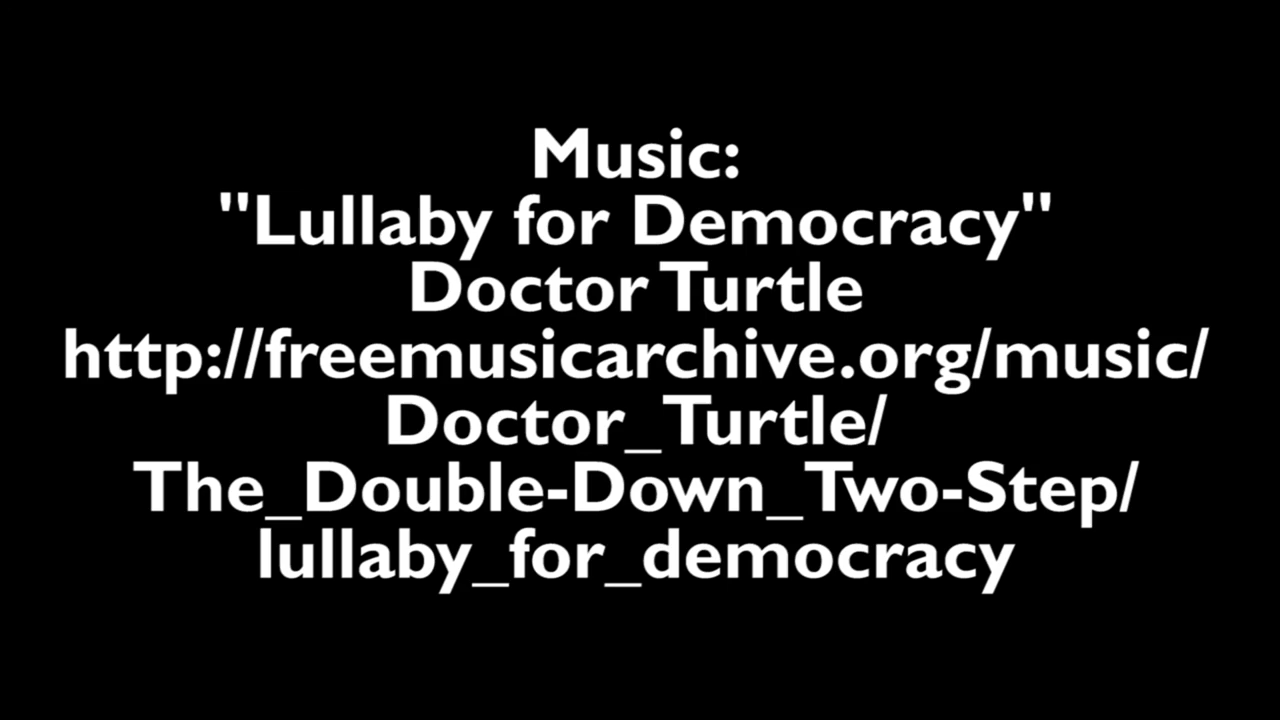 Music:
"Lullaby for Democracy"
Doctor Turtle
http://freemusicarchive.org/music/
Doctor_Turtle/
The_Double-Down_Two-Step/
lullaby_for_democracy